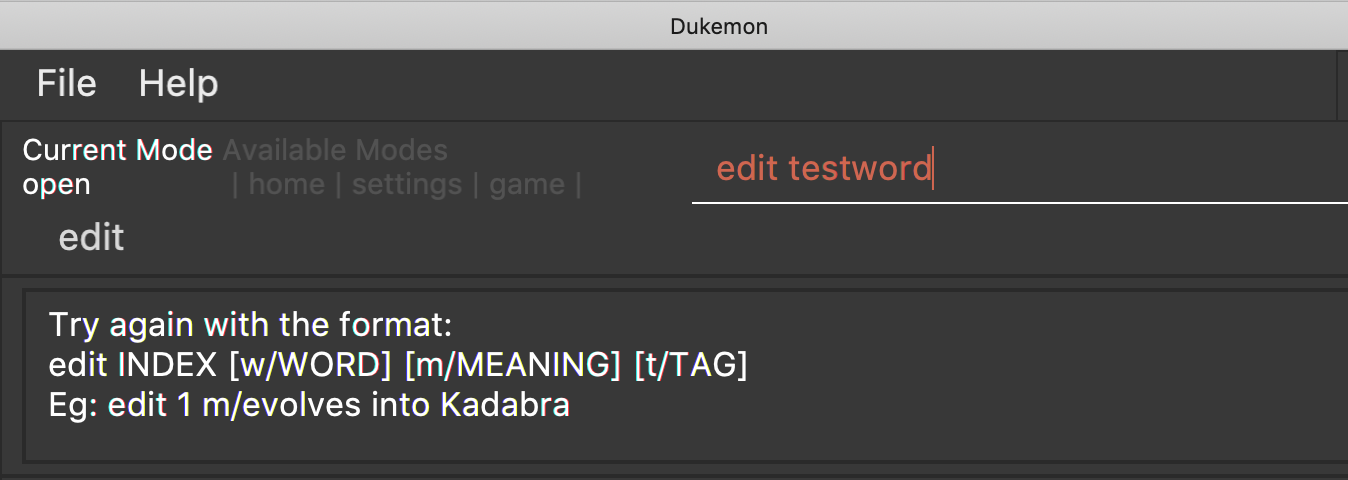 Dukemon
File Help
Current Mode Available Modes
open | home | settings | game |
edit testword
edit
Try again with the format:
edit INDEX [w/WORD] [m/MEANING] [t/TAG]
Eg: edit 1 m/evolves into Kadabra